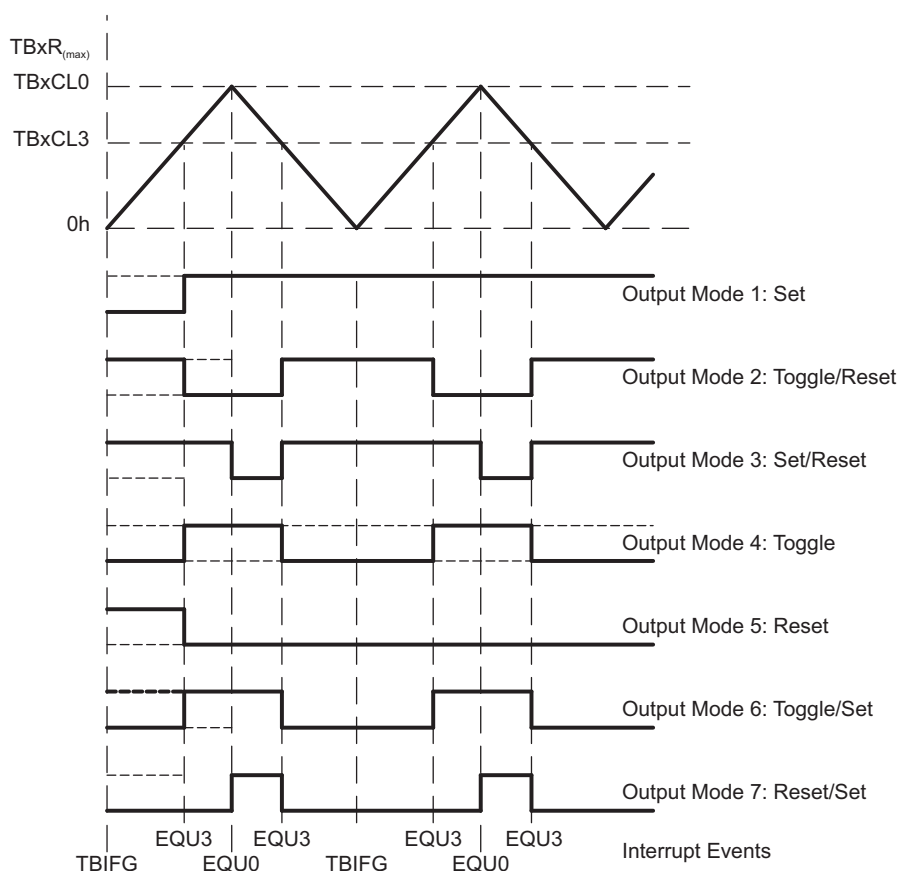 TBxR(max)
TBxCL0
TBxCL3
0h
Output Mode 1: Set
Output Mode 2: Toggle/Reset
Output Mode 3: Set/Reset
Output Mode 4: Toggle
Output Mode 5: Reset
Output Mode 6: Toggle/Set
Output Mode 7: Reset/Set
EQU3 EQU3 EQU3 EQU3
TBIFG EQU0 TBIFG EQU0
Interrupt Events